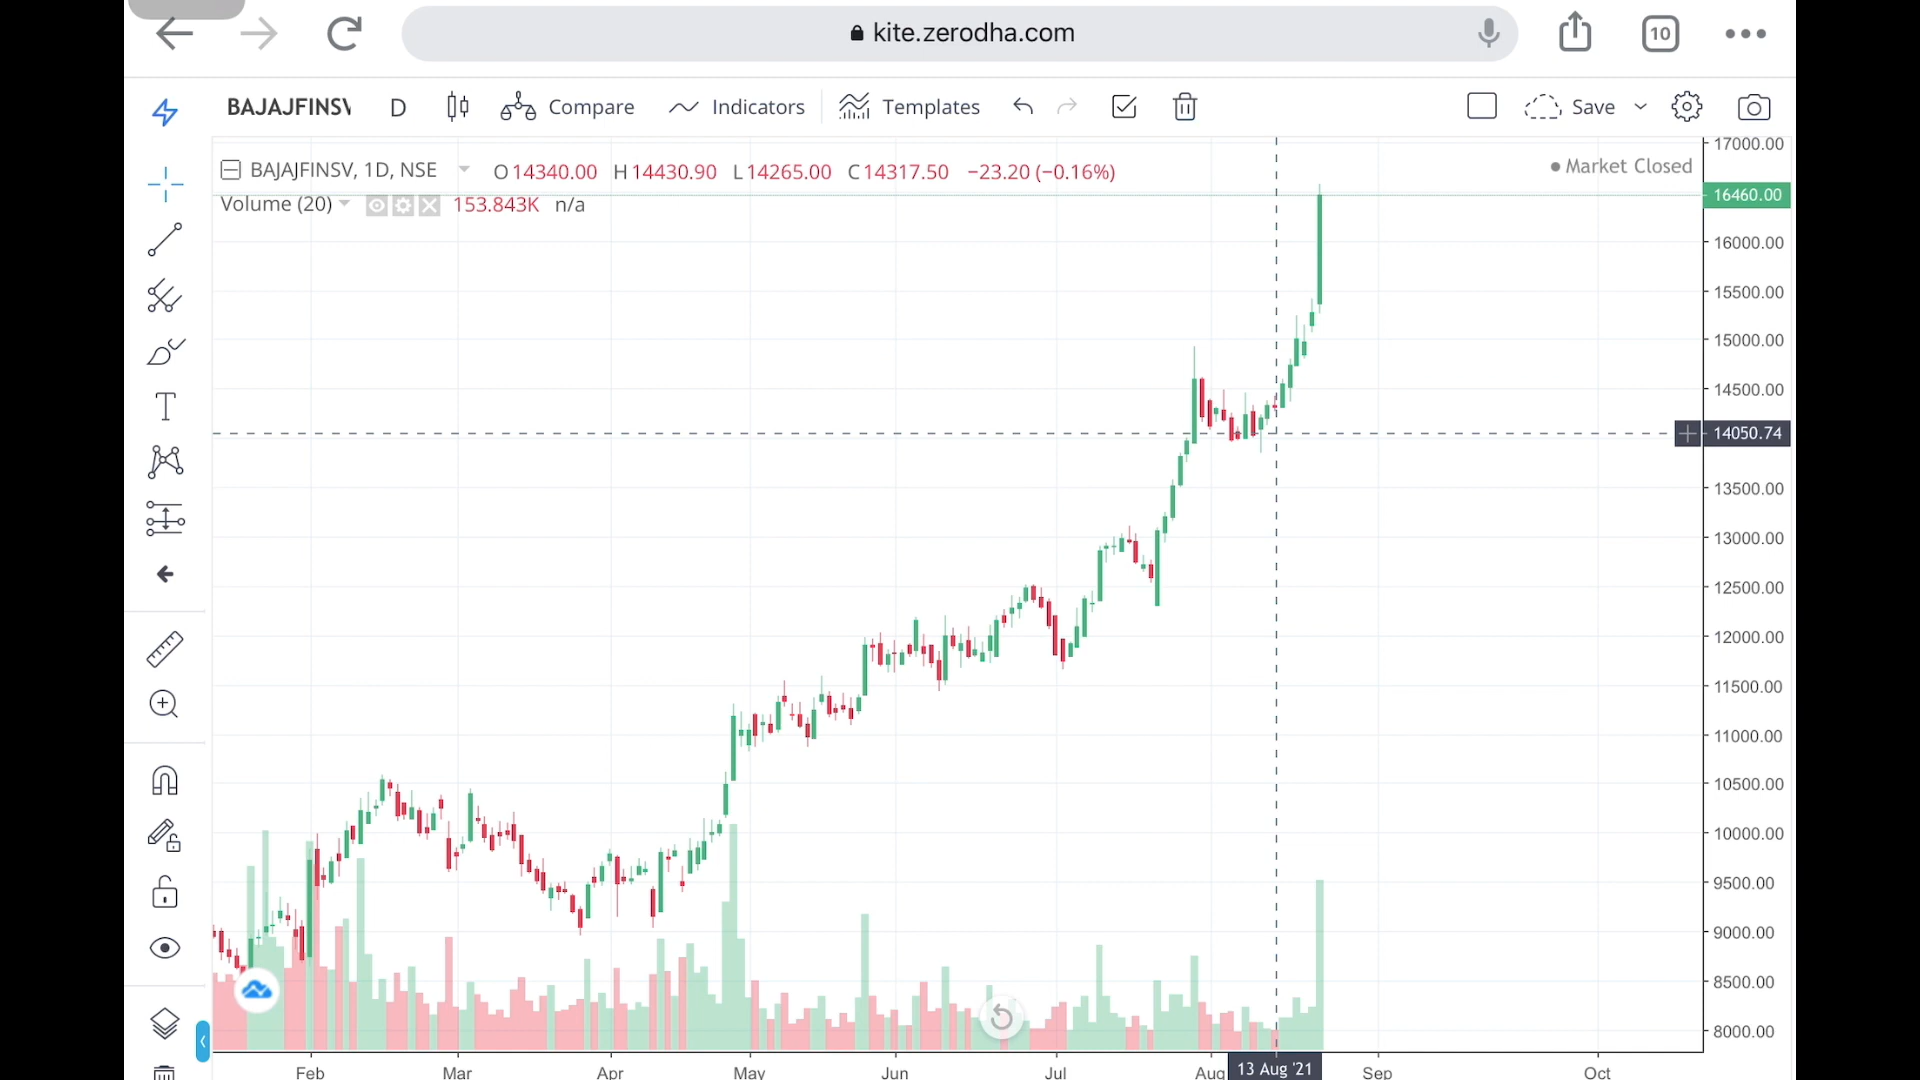 kite.zerodha.com
10
BAJAJFINSV
D
Compare
Indicators
Templates
Save
BAJAJFINSV, 1D, NSE
O14340.00 H14430.90 L14265.00 C14317.50 −23.20 (−0.16%)
Market Closed
Volume (20)
153.843K n/a
17000.00
16460.00
16000.00
15500.00
15000.00
14500.00
14050.74
13500.00
13000.00
12500.00
12000.00
11500.00
11000.00
10500.00
10000.00
9500.00
9000.00
8500.00
8000.00
Feb Mar Apr May Jun Jul Aug 13 Aug '21 Sep Oct
T